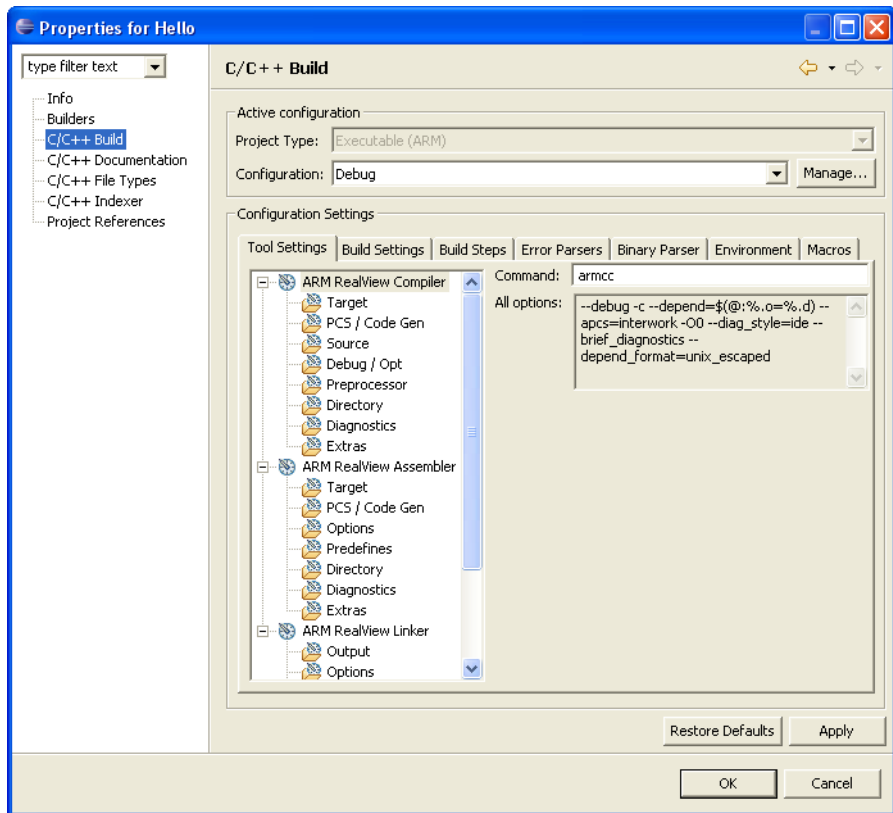 Properties for Hello
type filter text
Info
Builders
C/C++ Build
C/C++ Documentation
C/C++ File Types
C/C++ Indexer
Project References
C/C++ Build
Active configuration
Project Type: Executable (ARM)
Configuration: Debug Manage...
Configuration Settings
Tool Settings Build Settings Build Steps Error Parsers Binary Parser Environment Macros
ARM RealView Compiler
Target
PCS / Code Gen
Source
Debug / Opt
Preprocessor
Directory
Diagnostics
Extras
ARM RealView Assembler
Target
PCS / Code Gen
Options
Predefines
Directory
Diagnostics
Extras
ARM RealView Linker
Output
Options
Command: armcc
All options: --debug -c --depend=$(@:%.o=%.d) --
apcs=interwork -O0 --diag_style=ide --
brief_diagnostics --
depend_format=unix_escaped
Restore Defaults Apply
OK Cancel